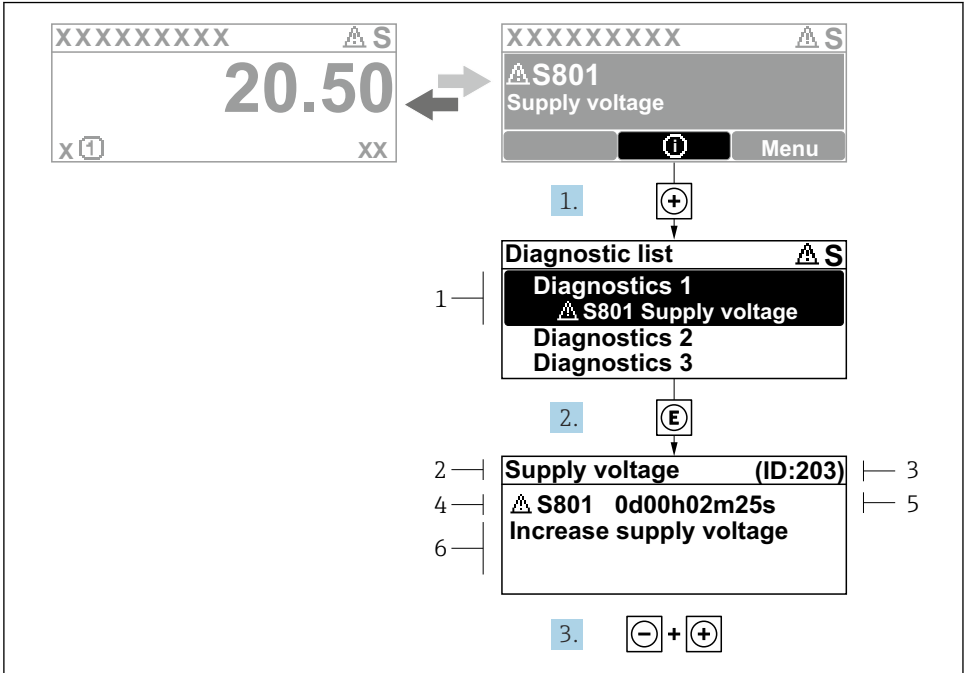 XXXXXXXXX ⚠ S
20.50
x ① xx
XXXXXXXXX ⚠ S
⚠S801
Supply voltage
ⓘ Menu
1. ⊕
Diagnostic list ⚠ S
1
Diagnostics 1
⚠ S801 Supply voltage
Diagnostics 2
Diagnostics 3
2. Ⓔ
2 Supply voltage (ID:203) 3
4 ⚠ S801 0d00h02m25s 5
6 Increase supply voltage
3. ⊖ + ⊕